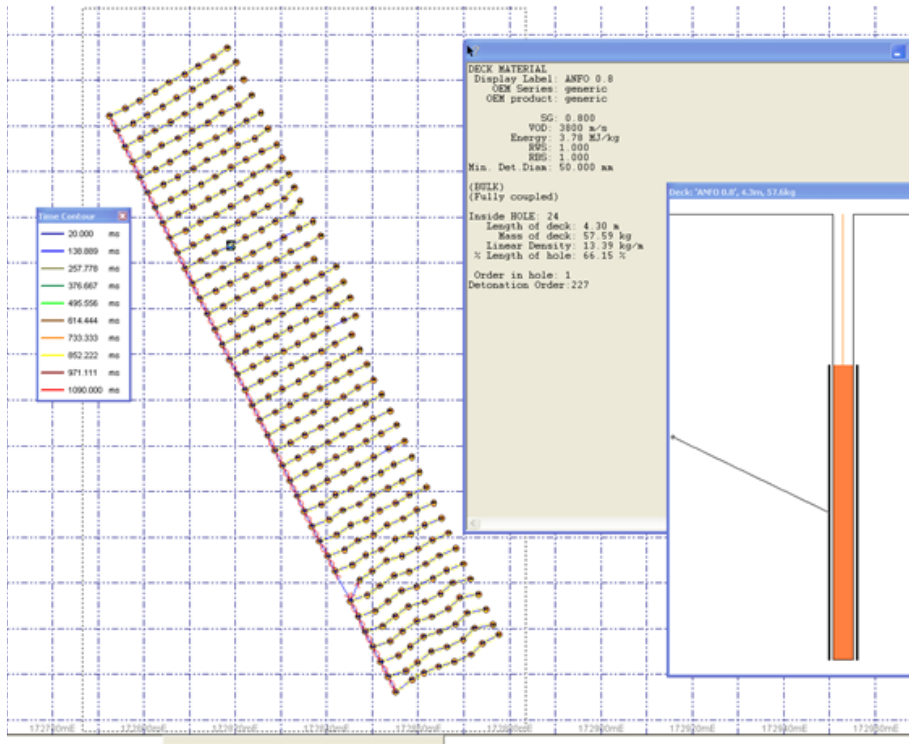 DECK MATERIAL
Display Label: ANFO 0.8
OEM Series: generic
OEM product: generic
SG: 0.800
VOD: 3800 m/s
Energy: 3.78 MJ/kg
RWS: 1.000
RBS: 1.000
Min. Det.Diam: 50.000 mm
(BULK)
(Fully coupled)
Inside HOLE: 24
Length of deck: 4.30 m
Mass of deck: 57.59 kg
Linear Density: 13.39 kg/m
% Length of hole: 66.15 %
Order in hole: 1
Detonation Order:227
Deck: 'ANFO 0.8', 4.3m, 57.6kg
Time Contour
20.000 ms
138.889 ms
257.778 ms
376.667 ms
495.556 ms
614.444 ms
733.333 ms
852.222 ms
971.111 ms
1090.000 ms